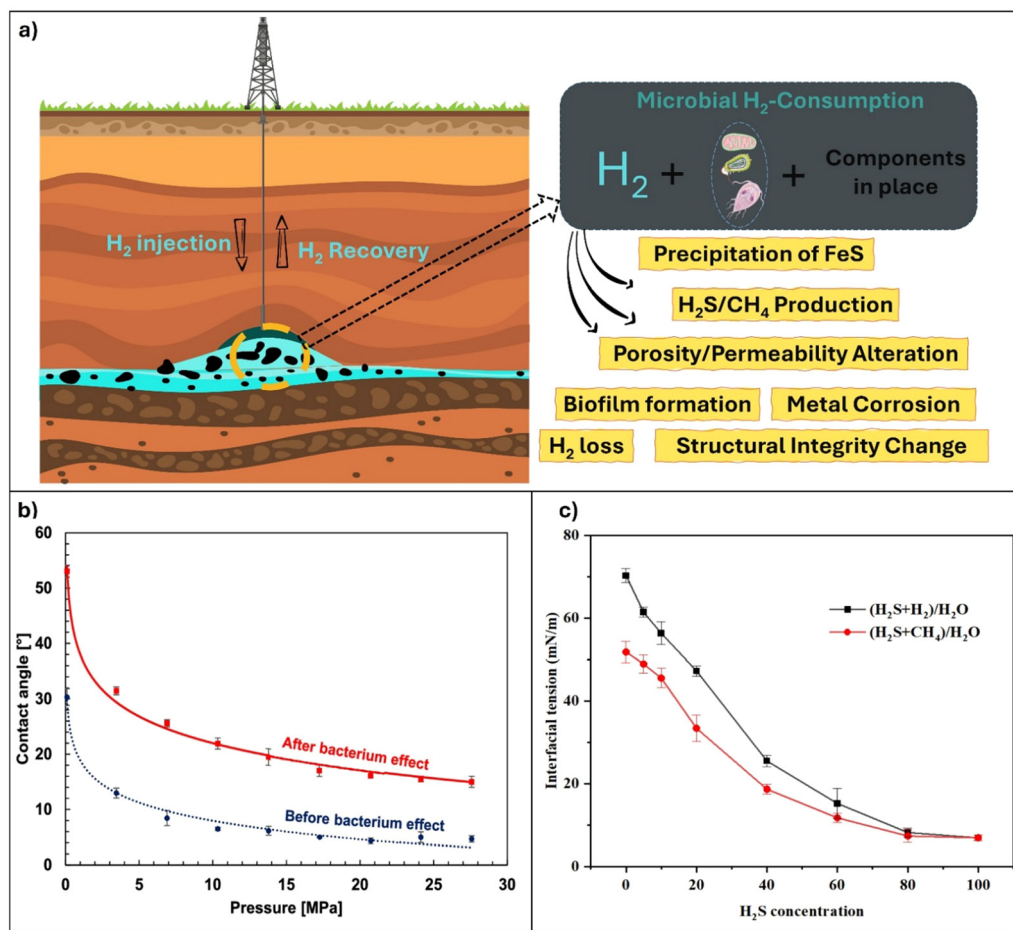 a)
H₂ injection
H₂ Recovery
Microbial H₂-Consumption
H₂ + + Components
in place
Precipitation of FeS
H₂S/CH₄ Production
Porosity/Permeability Alteration
Biofilm formation
Metal Corrosion
H₂ loss
Structural Integrity Change
b)
60
50
40
30
20
10
0
Contact angle [°]
After bacterium effect
Before bacterium effect
0 5 10 15 20 25 30
Pressure [MPa]
c)
80
60
40
20
0
Interfacial tension (mN/m)
(H₂S+H₂)/H₂O
(H₂S+CH₄)/H₂O
0 20 40 60 80 100
H₂S concentration